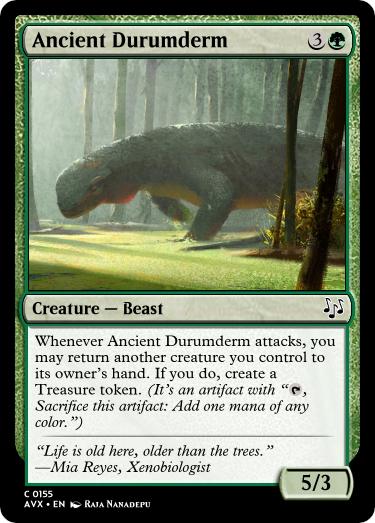 Ancient Durumderm 3
Creature — Beast
Whenever Ancient Durumderm attacks, you
may return another creature you control to
its owner's hand. If you do, create a
Treasure token. (It's an artifact with “,
Sacrifice this artifact: Add one mana of any
color.”)
“Life is old here, older than the trees.”
—Mia Reyes, Xenobiologist
5/3
C 0155
AVX • EN Raja Nanadepu